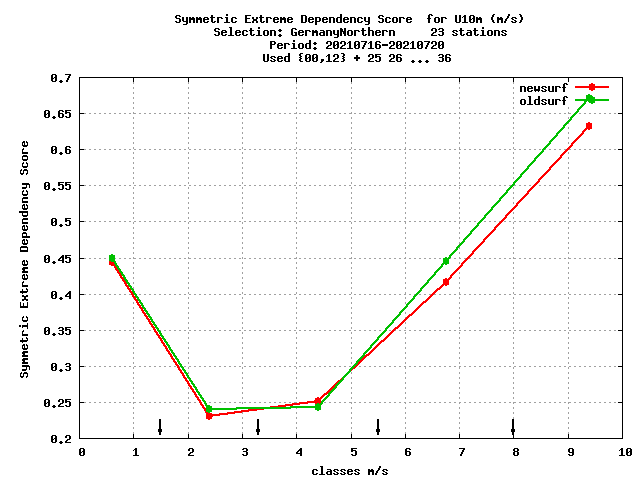 Symmetric Extreme Dependency Score  for U10m (m/s)
Selection: GermanyNorthern     23 stations
Period: 20210716-20210720
Used {00,12} + 25 26 ... 36
newsurf
oldsurf
Symmetric Extreme Dependency Score
0.7
0.65
0.6
0.55
0.5
0.45
0.4
0.35
0.3
0.25
0.2
0 1 2 3 4 5 6 7 8 9 10
classes m/s